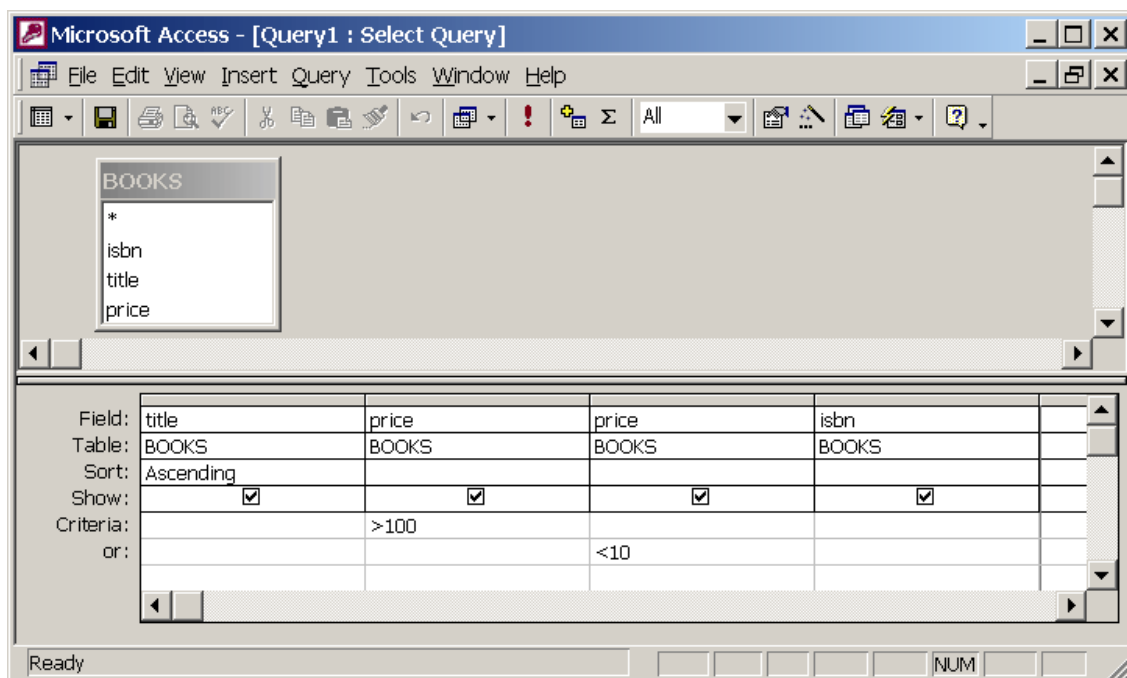 Microsoft Access - [Query1 : Select Query]
File Edit View Insert Query Tools Window Help
ABC Σ All
BOOKS
*
isbn
title
price
Field: title price price isbn
Table: BOOKS BOOKS BOOKS BOOKS
Sort: Ascending
Show:
Criteria: >100
or: <10
Ready NUM